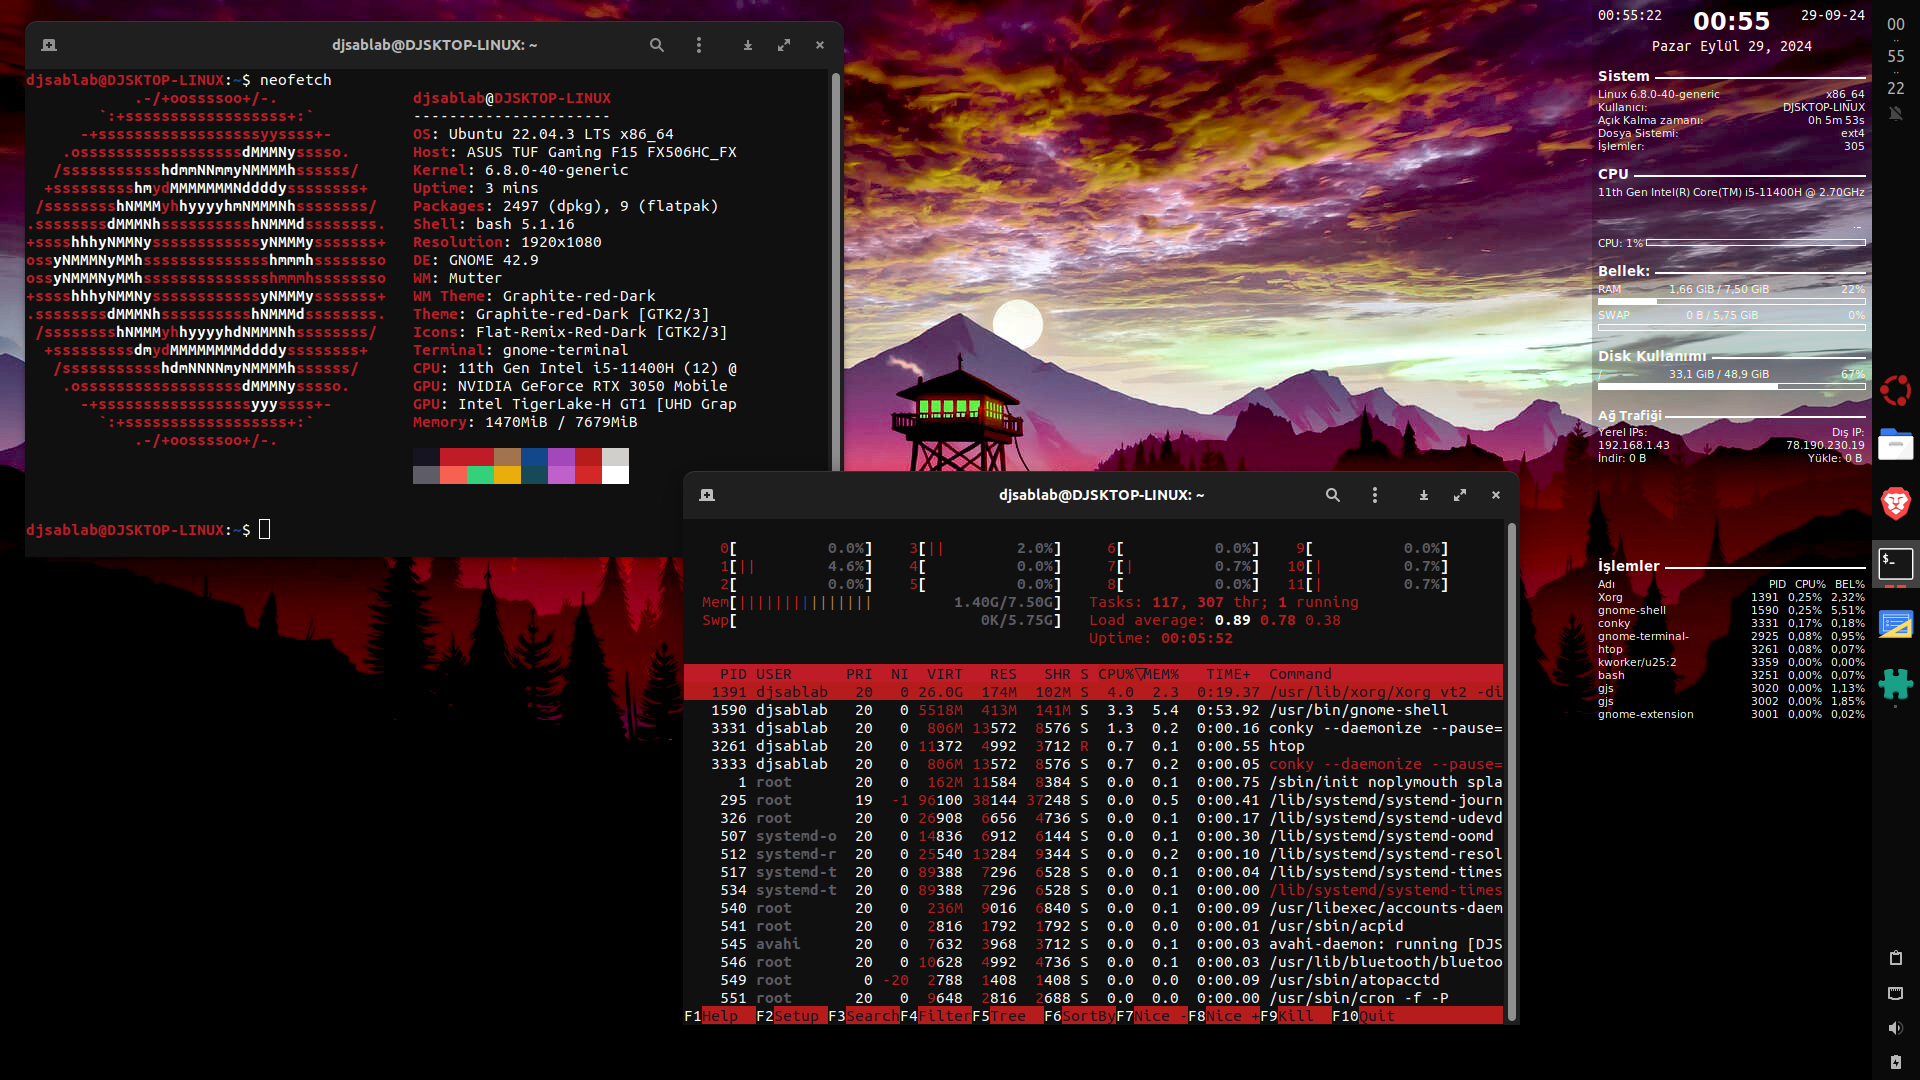 djsablab@DJSKTOP-LINUX: ~
djsablab@DJSKTOP-LINUX:~$ neofetch
.-/+oossssoo+/-.
`:+ssssssssssssssssss+:`
-+ssssssssssssssssssyyssss+-
.ossssssssssssssssssdMMMNysssso.
/ssssssssssshdmmNNmmyNMMMMhssssss/
+ssssssssshmydMMMMMMMNddddyssssssss+
/sssssssshNMMMyhhyyyyhmNMMMNhssssssss/
.ssssssssdMMMNhsssssssssshNMMMdssssssss.
+sssshhhyNMMNyssssssssssssyNMMMysssssss+
ossyNMMMNyMMhsssssssssssssshmmmhssssssso
ossyNMMMNyMMhsssssssssssssshmmmhssssssso
+sssshhhyNMMNyssssssssssssyNMMMysssssss+
.ssssssssdMMMNhsssssssssshNMMMdssssssss.
/sssssssshNMMMyhhyyyyhdNMMMNhssssssss/
+sssssssssdmydMMMMMMMMddddyssssssss+
/ssssssssssshdmNNNNmyNMMMMhssssss/
.ossssssssssssssssssdMMMNysssso.
-+sssssssssssssssssyyyssss+-
`:+ssssssssssssssssss+:`
.-/+oossssoo+/-.
djsablab@DJSKTOP-LINUX
----------------------
OS: Ubuntu 22.04.3 LTS x86_64
Host: ASUS TUF Gaming F15 FX506HC_FX
Kernel: 6.8.0-40-generic
Uptime: 3 mins
Packages: 2497 (dpkg), 9 (flatpak)
Shell: bash 5.1.16
Resolution: 1920x1080
DE: GNOME 42.9
WM: Mutter
WM Theme: Graphite-red-Dark
Theme: Graphite-red-Dark [GTK2/3]
Icons: Flat-Remix-Red-Dark [GTK2/3]
Terminal: gnome-terminal
CPU: 11th Gen Intel i5-11400H (12) @
GPU: NVIDIA GeForce RTX 3050 Mobile
GPU: Intel TigerLake-H GT1 [UHD Grap
Memory: 1470MiB / 7679MiB
djsablab@DJSKTOP-LINUX:~$
djsablab@DJSKTOP-LINUX: ~
0[ 0.0%] 3[|| 2.0%] 6[ 0.0%] 9[ 0.0%]
1[|| 4.6%] 4[ 0.0%] 7[| 0.7%] 10[| 0.7%]
2[ 0.0%] 5[ 0.0%] 8[ 0.0%] 11[| 0.7%]
Mem[||||||||||||||| 1.40G/7.50G] Tasks: 117, 307 thr; 1 running
Swp[ 0K/5.75G] Load average: 0.89 0.78 0.38
Uptime: 00:05:52
PID USER PRI NI VIRT RES SHR S CPU%▽MEM% TIME+ Command
1391 djsablab 20 0 26.0G 174M 102M S 4.0 2.3 0:19.37 /usr/lib/xorg/Xorg vt2 -di
1590 djsablab 20 0 5518M 413M 141M S 3.3 5.4 0:53.92 /usr/bin/gnome-shell
3331 djsablab 20 0 806M 13572 8576 S 1.3 0.2 0:00.16 conky --daemonize --pause=
3261 djsablab 20 0 11372 4992 3712 R 0.7 0.1 0:00.55 htop
3333 djsablab 20 0 806M 13572 8576 S 0.7 0.2 0:00.05 conky --daemonize --pause=
1 root 20 0 162M 11584 8384 S 0.0 0.1 0:00.75 /sbin/init noplymouth spla
295 root 19 -1 96100 38144 37248 S 0.0 0.5 0:00.41 /lib/systemd/systemd-journ
326 root 20 0 26908 6656 4736 S 0.0 0.1 0:00.17 /lib/systemd/systemd-udevd
507 systemd-o 20 0 14836 6912 6144 S 0.0 0.1 0:00.30 /lib/systemd/systemd-oomd
512 systemd-r 20 0 25540 13284 9344 S 0.0 0.2 0:00.10 /lib/systemd/systemd-resol
517 systemd-t 20 0 89388 7296 6528 S 0.0 0.1 0:00.04 /lib/systemd/systemd-times
534 systemd-t 20 0 89388 7296 6528 S 0.0 0.1 0:00.00 /lib/systemd/systemd-times
540 root 20 0 236M 9016 6840 S 0.0 0.1 0:00.09 /usr/libexec/accounts-daem
541 root 20 0 2816 1792 1792 S 0.0 0.0 0:00.01 /usr/sbin/acpid
545 avahi 20 0 7632 3968 3712 S 0.0 0.1 0:00.03 avahi-daemon: running [DJS
546 root 20 0 10628 4992 4736 S 0.0 0.1 0:00.03 /usr/lib/bluetooth/bluetoo
549 root 0 -20 2788 1408 1408 S 0.0 0.0 0:00.09 /usr/sbin/atopacctd
551 root 20 0 9648 2816 2688 S 0.0 0.0 0:00.00 /usr/sbin/cron -f -P
F1Help F2Setup F3SearchF4FilterF5Tree F6SortByF7Nice -F8Nice +F9Kill F10Quit
00:55:22 00:55 29-09-24
Pazar Eylül 29, 2024
Sistem
Linux 6.8.0-40-generic x86_64
Kullanıcı: DJSKTOP-LINUX
Açık Kalma zamanı: 0h 5m 53s
Dosya Sistemi: ext4
İşlemler: 305
CPU
11th Gen Intel(R) Core(TM) i5-11400H @ 2.70GHz
CPU: 1%
Bellek:
RAM 1,66 GiB / 7,50 GiB 22%
SWAP 0 B / 5,75 GiB 0%
Disk Kullanımı
/ 33,1 GiB / 48,9 GiB 67%
Ağ Trafiği
Yerel IPs: Dış IP:
192.168.1.43 78.190.230.19
İndir: 0 B Yükle: 0 B
İşlemler
Adı PID CPU% BEL%
Xorg 1391 0,25% 2,32%
gnome-shell 1590 0,25% 5,51%
conky 3331 0,17% 0,18%
gnome-terminal- 2925 0,08% 0,95%
htop 3261 0,08% 0,07%
kworker/u25:2 3359 0,00% 0,00%
bash 3251 0,00% 0,07%
gjs 3020 0,00% 1,13%
gjs 3002 0,00% 1,85%
gnome-extension 3001 0,00% 0,02%
00
..
55
..
22
$_